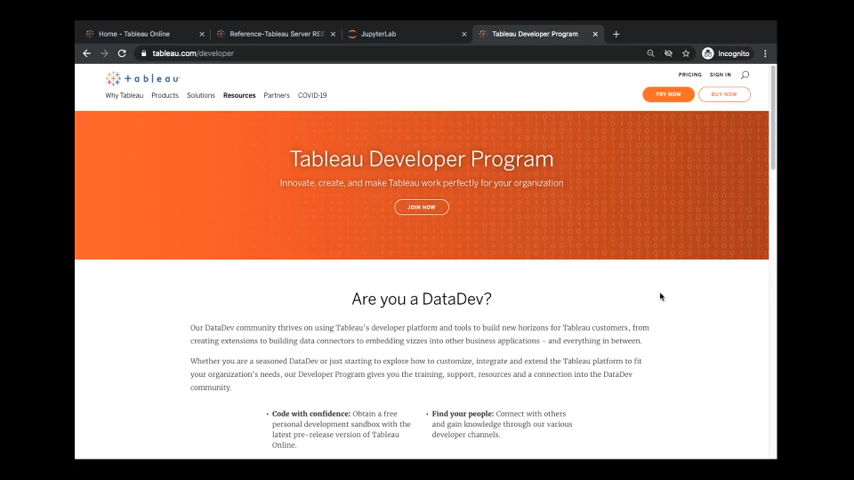 Home - Tableau Online
Reference-Tableau Server RES
JupyterLab
Tableau Developer Program
tableau.com/developer
Incognito
+ableau
PRICING
SIGN IN
Why Tableau
Products
Solutions
Resources
Partners
COVID-19
TRY NOW
BUY NOW
Tableau Developer Program
Innovate, create, and make Tableau work perfectly for your organization
JOIN NOW
Are you a DataDev?
Our DataDev community thrives on using Tableau's developer platform and tools to build new horizons for Tableau customers, from
creating extensions to building data connectors to embedding vizzes into other business applications – and everything in between.
Whether you are a seasoned DataDev or just starting to explore how to customize, integrate and extend the Tableau platform to fit
your organization's needs, our Developer Program gives you the training, support, resources and a connection into the DataDev
community.
• Code with confidence: Obtain a free
personal development sandbox with the
latest pre-release version of Tableau
Online.
• Find your people: Connect with others
and gain knowledge through our various
developer channels.